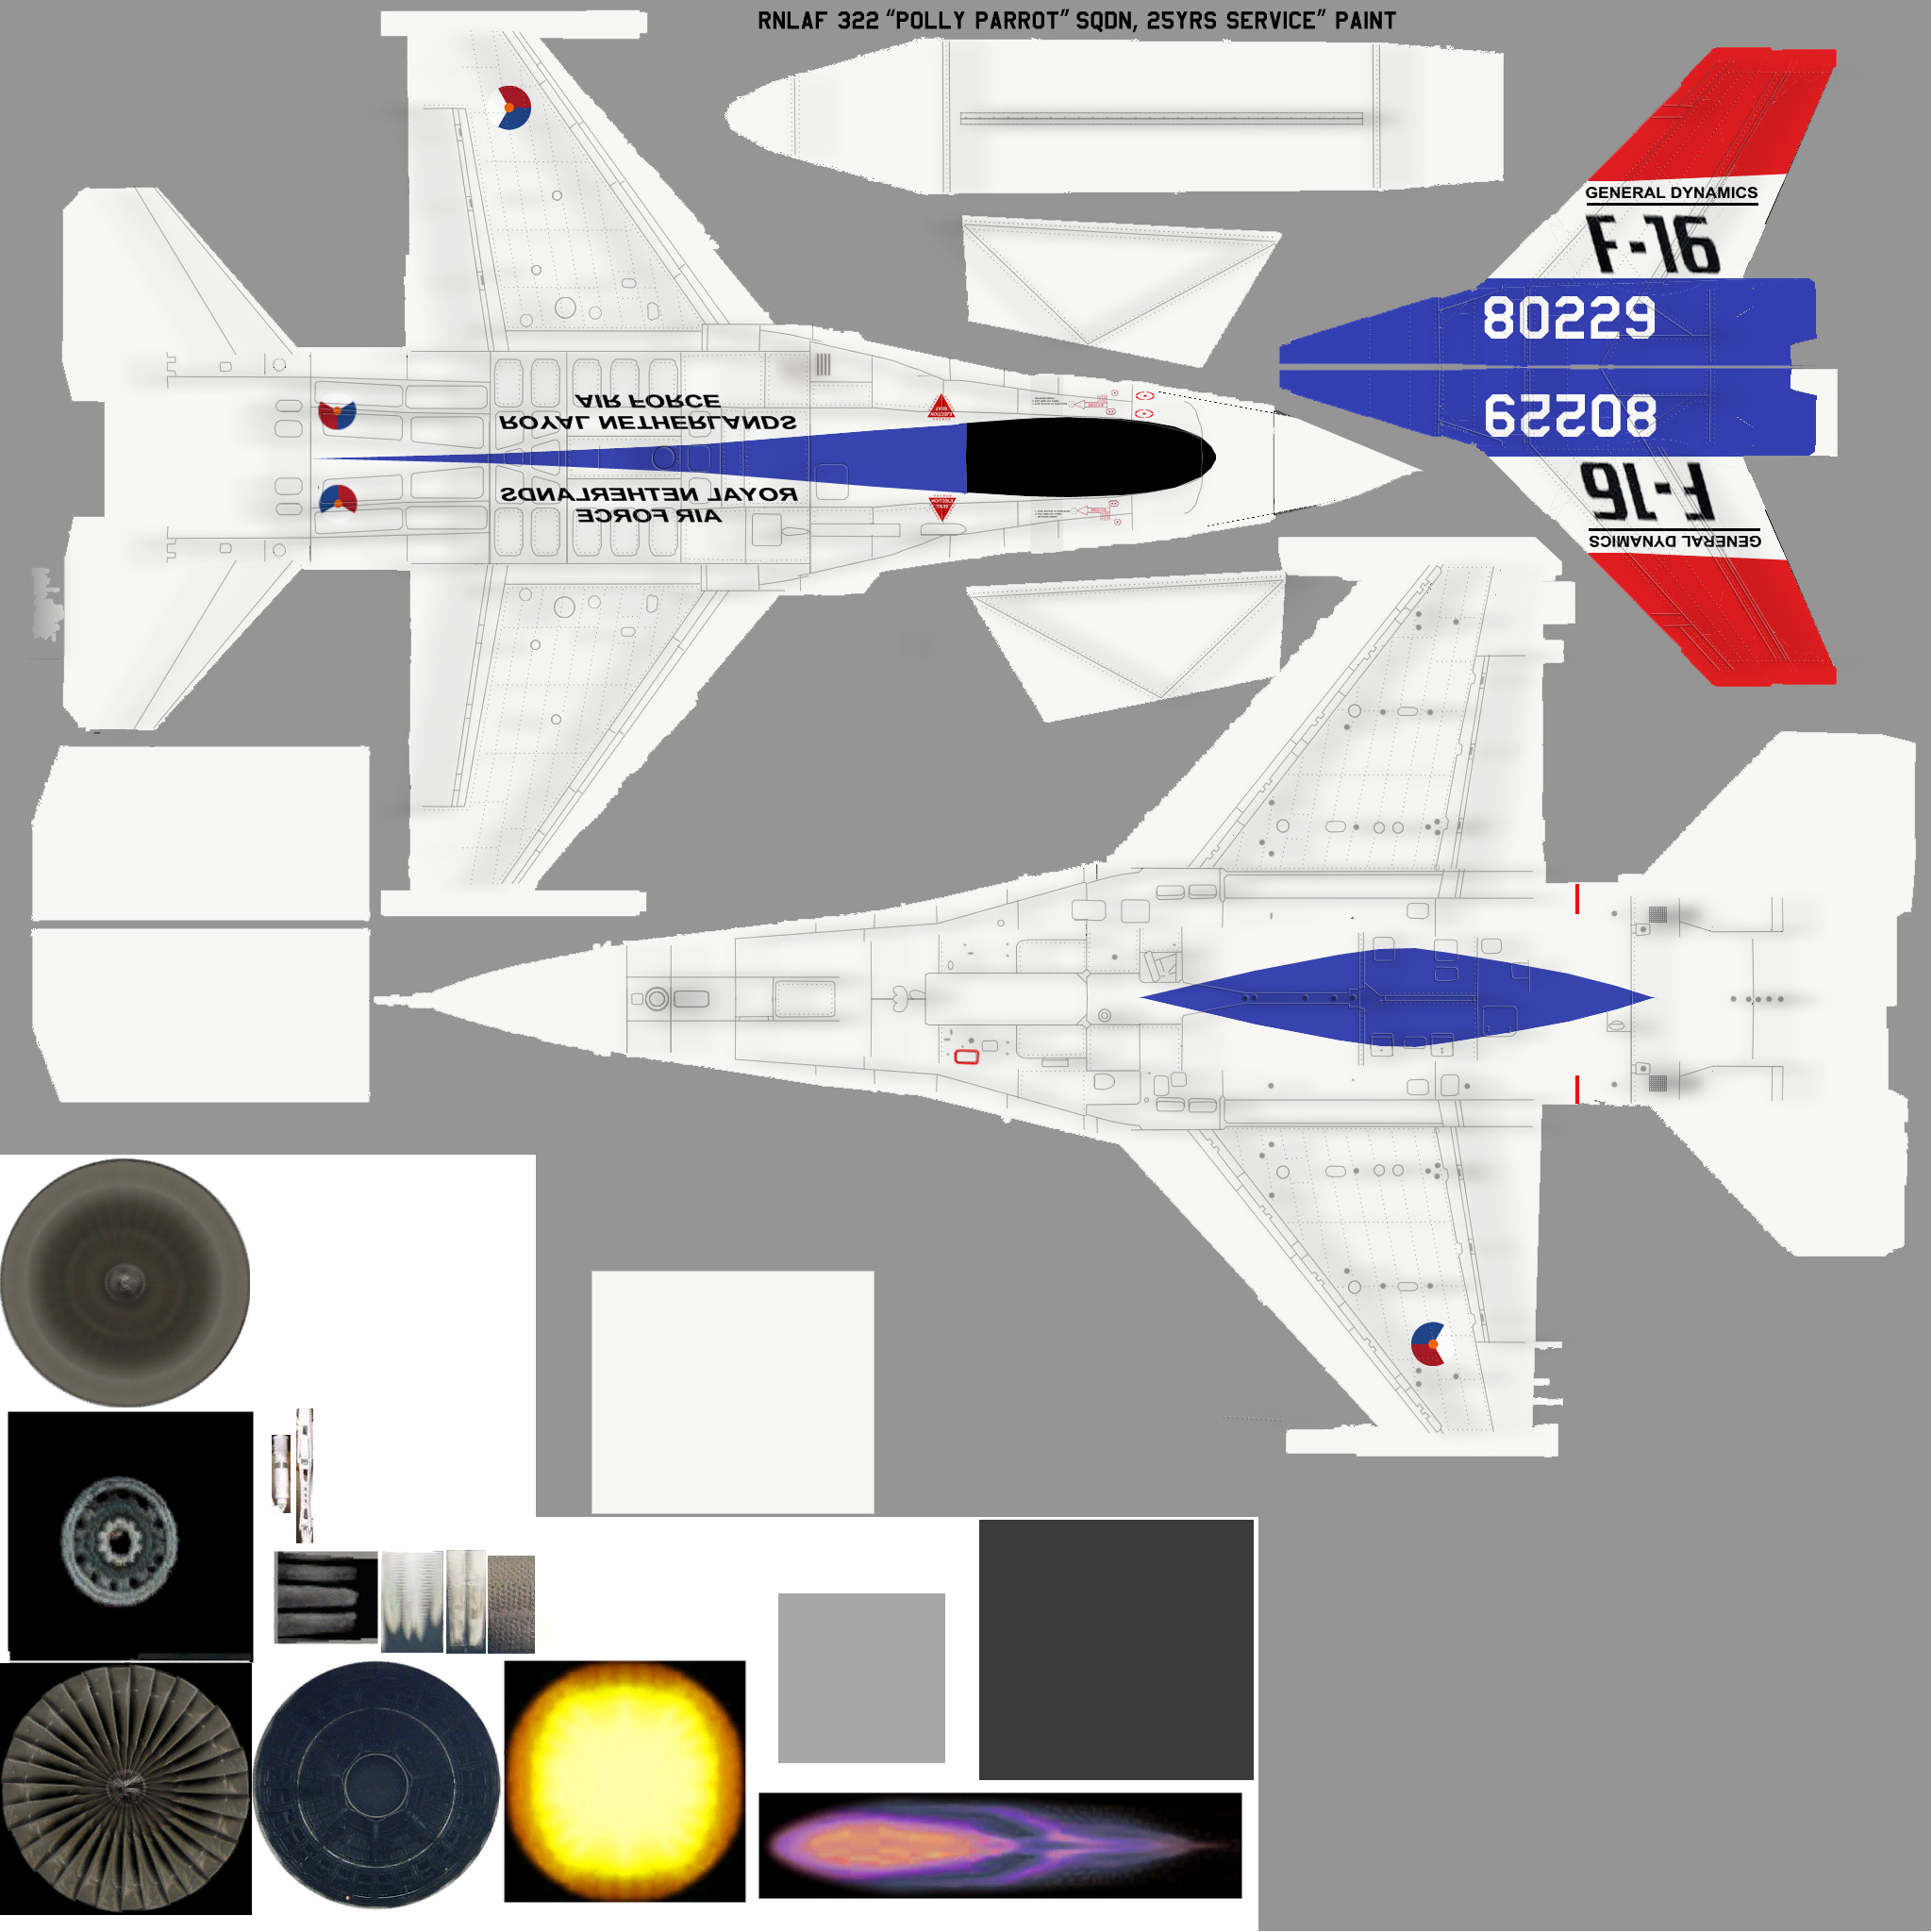 RNLAF 322 “POLLY PARROT” SQDN, 25YRS SERVICE” PAINT
GENERAL DYNAMICS
F-16
80229
80229
F-16
GENERAL DYNAMICS
AIR FORCE
ROYAL NETHERLANDS
ROYAL NETHERLANDS
AIR FORCE